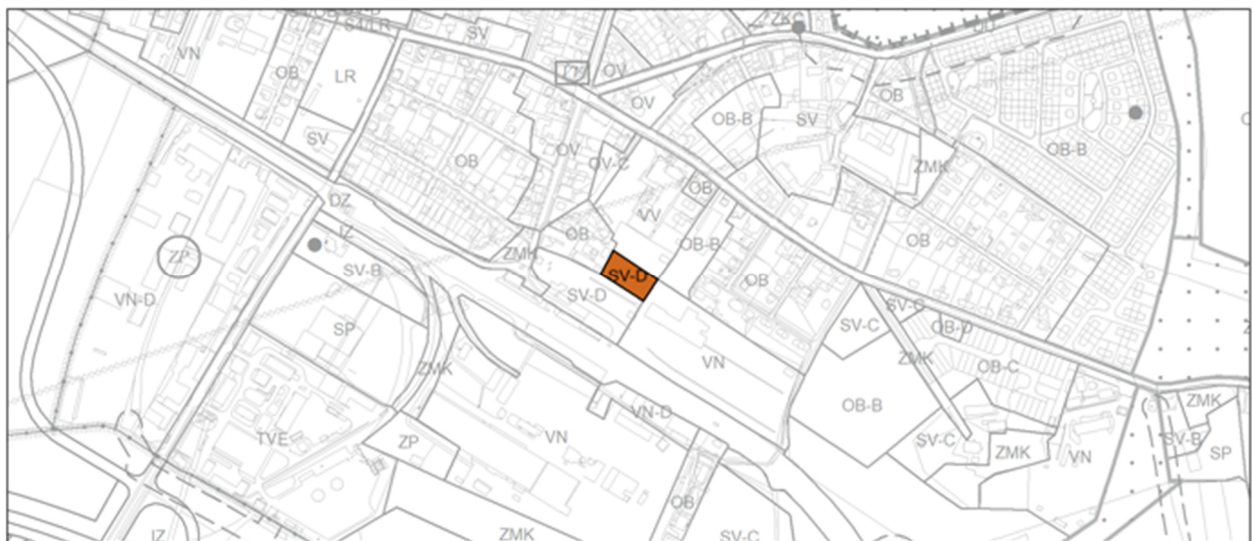 SV
VN
OB
LR
OV
OV
SV
OB-B
SV
OB
OB-B
OB
OV
OV-C
ZMK
OB
DZ
VV
IZ
OB
OB-B
OB
ZMK
ZP
SV-B
SV-D
OB
VN-D
SV-D
SV-C
SP
SV-C
OB-D
VN
ZMK
ZMK
OB-C
OB-B
VN-D
ZMK
TVE
ZP
VN
SV-C
ZMK
VN
SV-B
SP
OB
IZ
ZMK
SV-C